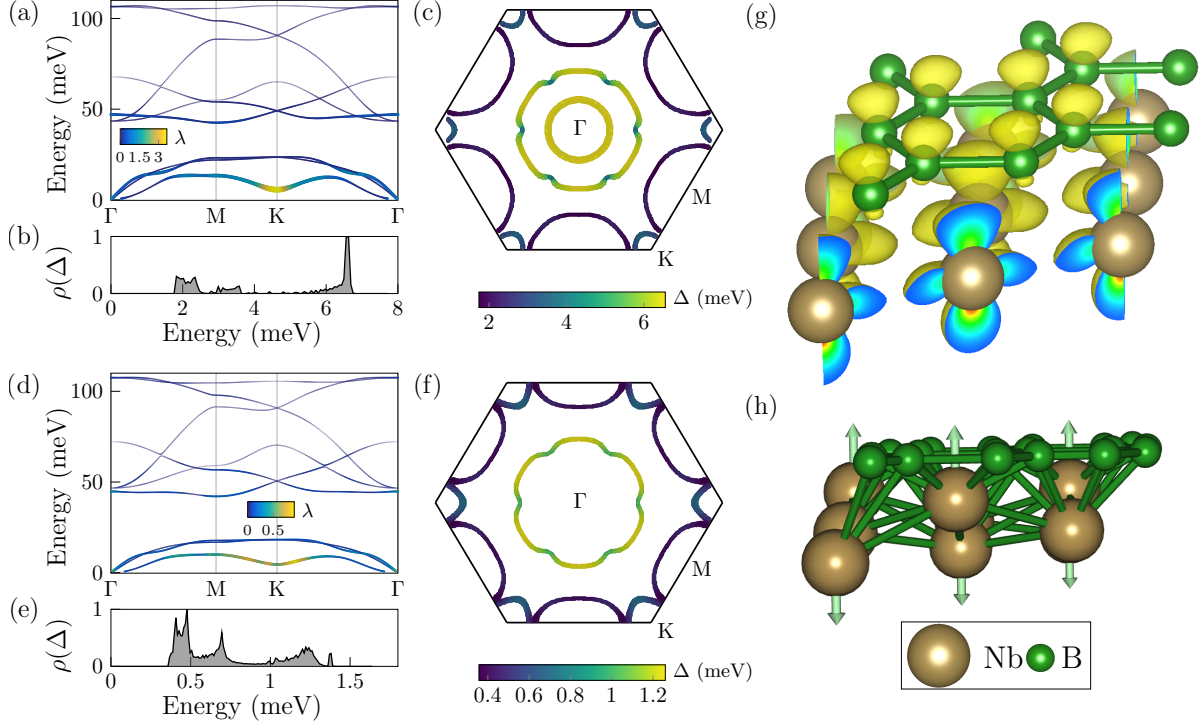 (a)
100
50
0
Energy (meV)
λ
0 1.5 3
Γ M K Γ
(b)
1
0
ρ(Δ)
0 2 4 6 8
Energy (meV)
(c)
Γ
M
K
Δ (meV)
2 4 6
(d)
100
50
0
Energy (meV)
λ
0 0.5
Γ M K Γ
(e)
1
0
ρ(Δ)
0 0.5 1 1.5
Energy (meV)
(f)
Γ
M
K
Δ (meV)
0.4 0.6 0.8 1 1.2
(g)
(h)
Nb B